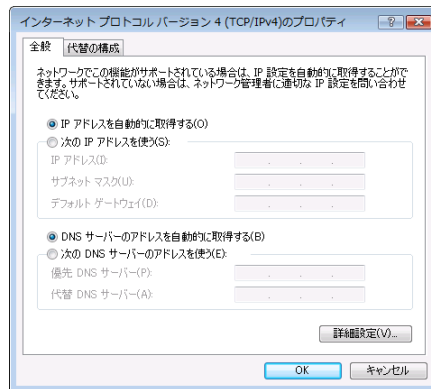 インターネット プロトコル バージョン 4 (TCP/IPv4)のプロパティ
全般
代替の構成
ネットワークでこの機能がサポートされている場合は、IP 設定を自動的に取得することがで
きます。サポートされていない場合は、ネットワーク管理者に適切な IP 設定を問い合わせ
てください。
IP アドレスを自動的に取得する(O)
次の IP アドレスを使う(S):
IP アドレス(I):
サブネット マスク(U):
デフォルト ゲートウェイ(D):
DNS サーバーのアドレスを自動的に取得する(B)
次の DNS サーバーのアドレスを使う(E):
優先 DNS サーバー(P):
代替 DNS サーバー(A):
詳細設定(V)...
OK
キャンセル